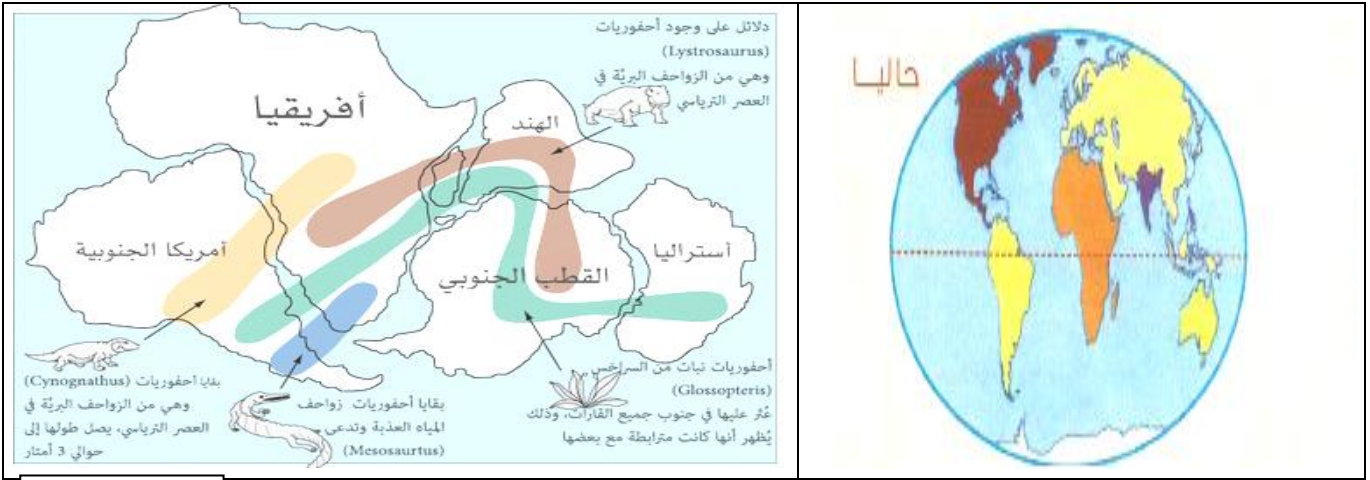 دلائل على وجود أحفوريات
(Lystrosaurus)
وهي من الزواحف البريّة في
العصر الترياسي
أفريقيا
الهند
أمريكا الجنوبية
القطب الجنوبي
أستراليا
بقايا أحفوريات (Cynognathus)
وهي من الزواحف البريّة في
العصر الترياسي، يصل طولها إلى
حوالي 3 أمتار
بقايا أحفوريات زواحف
المياه العذبة وتدعى
(Mesosaurtus)
أحفوريات نبات من السراخس
(Glossopteris)
عُثر عليها في جنوب جميع القارات، وذلك
يُظهر أنها كانت مترابطة مع بعضها
حاليا